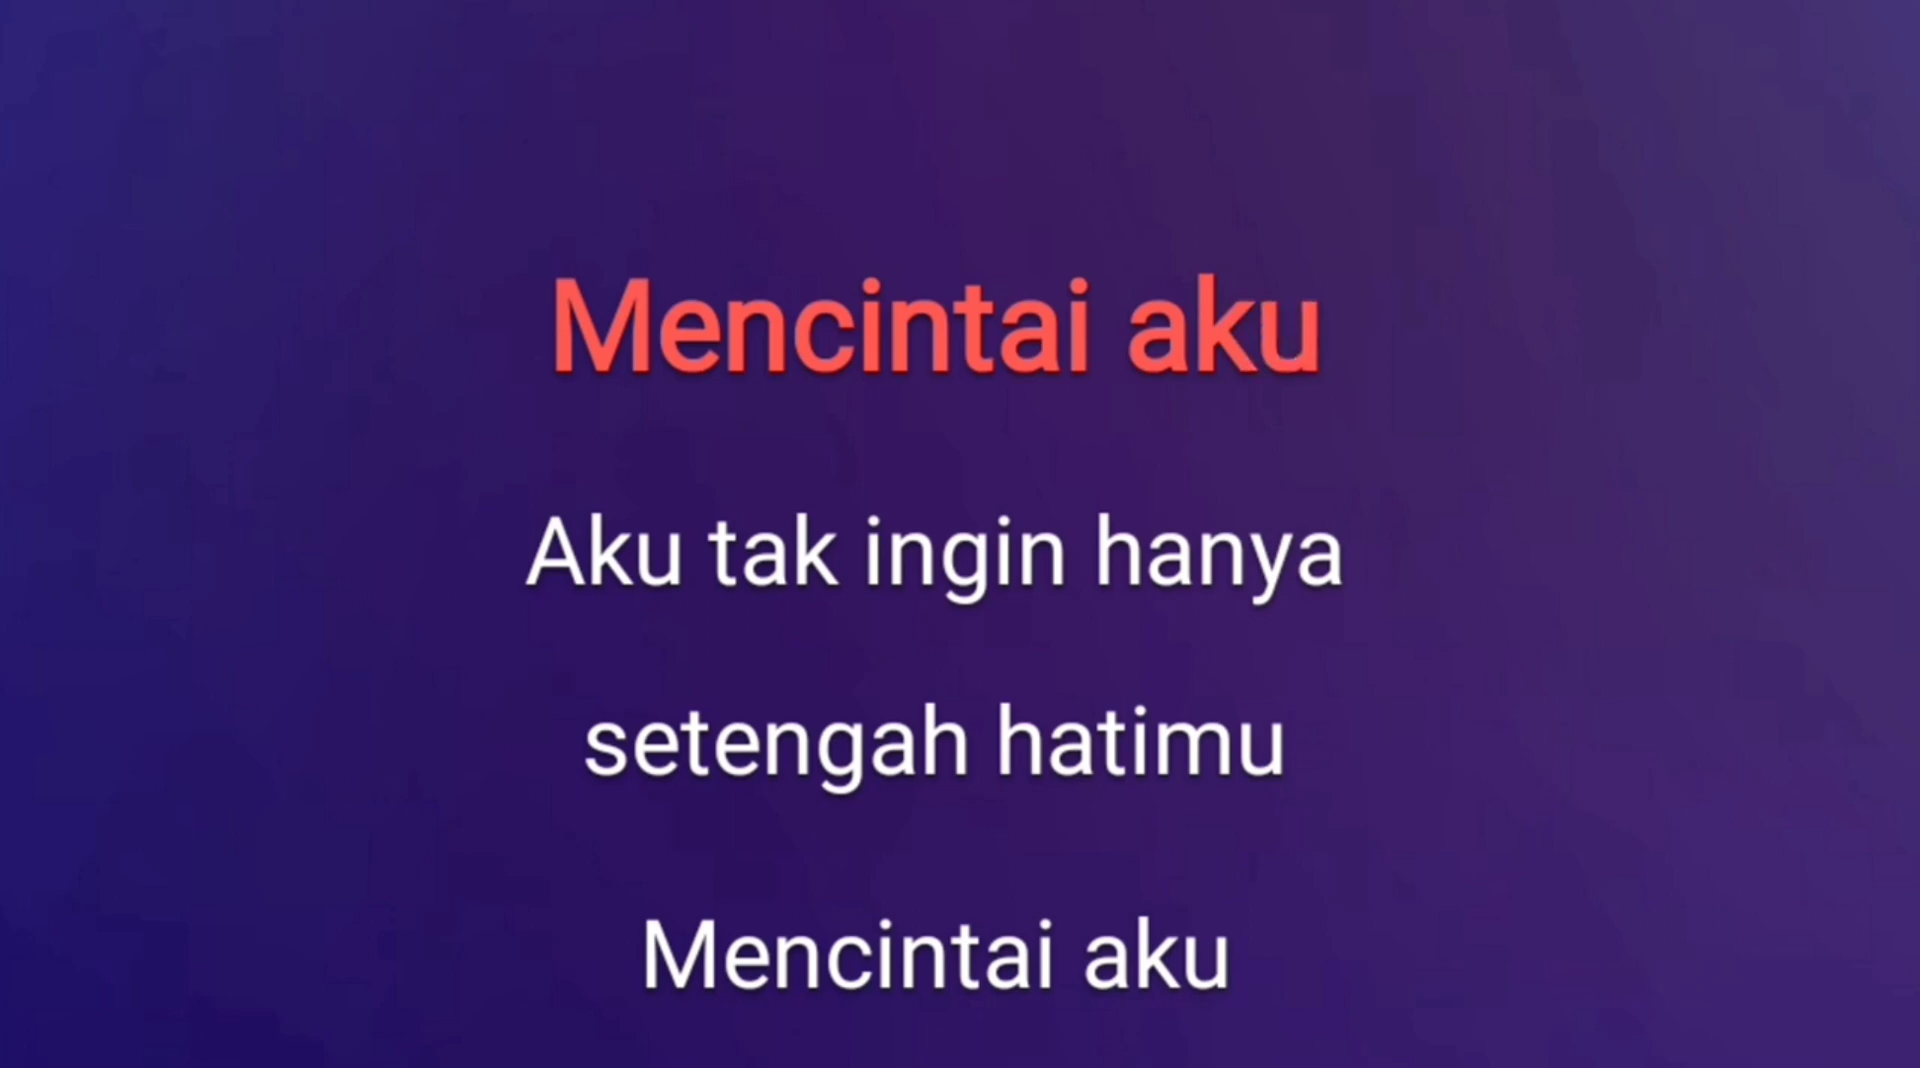 Mencintai aku
Aku tak ingin hanya
setengah hatimu
Mencintai aku